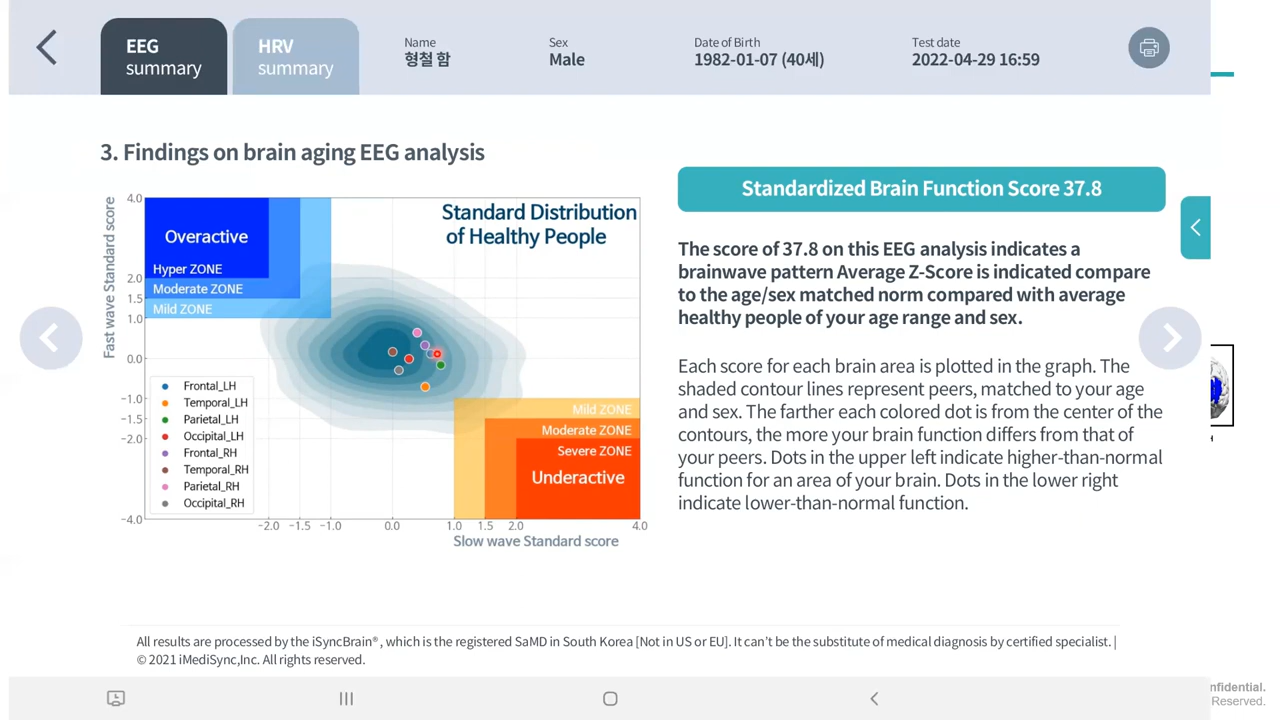 EEG
summary
HRV
summary
Name
형철 함
Sex
Male
Date of Birth
1982-01-07 (40세)
Test date
2022-04-29 16:59
3. Findings on brain aging EEG analysis
Fast wave Standard score
4.0
2.0
1.5
1.0
0.0
−1.0
−1.5
−2.0
−4.0
Overactive
Hyper ZONE
Moderate ZONE
Mild ZONE
Standard Distribution
of Healthy People
Frontal_LH
Temporal_LH
Parietal_LH
Occipital_LH
Frontal_RH
Temporal_RH
Parietal_RH
Occipital_RH
Mild ZONE
Moderate ZONE
Severe ZONE
Underactive
−2.0 −1.5 −1.0 0.0 1.0 1.5 2.0 4.0
Slow wave Standard score
Standardized Brain Function Score 37.8
The score of 37.8 on this EEG analysis indicates a
brainwave pattern Average Z-Score is indicated compare
to the age/sex matched norm compared with average
healthy people of your age range and sex.
Each score for each brain area is plotted in the graph. The
shaded contour lines represent peers, matched to your age
and sex. The farther each colored dot is from the center of the
contours, the more your brain function differs from that of
your peers. Dots in the upper left indicate higher-than-normal
function for an area of your brain. Dots in the lower right
indicate lower-than-normal function.
All results are processed by the iSyncBrain®, which is the registered SaMD in South Korea [Not in US or EU]. It can't be the substitute of medical diagnosis by certified specialist. |
© 2021 iMediSync,Inc. All rights reserved.
nfidential.
Reserved.